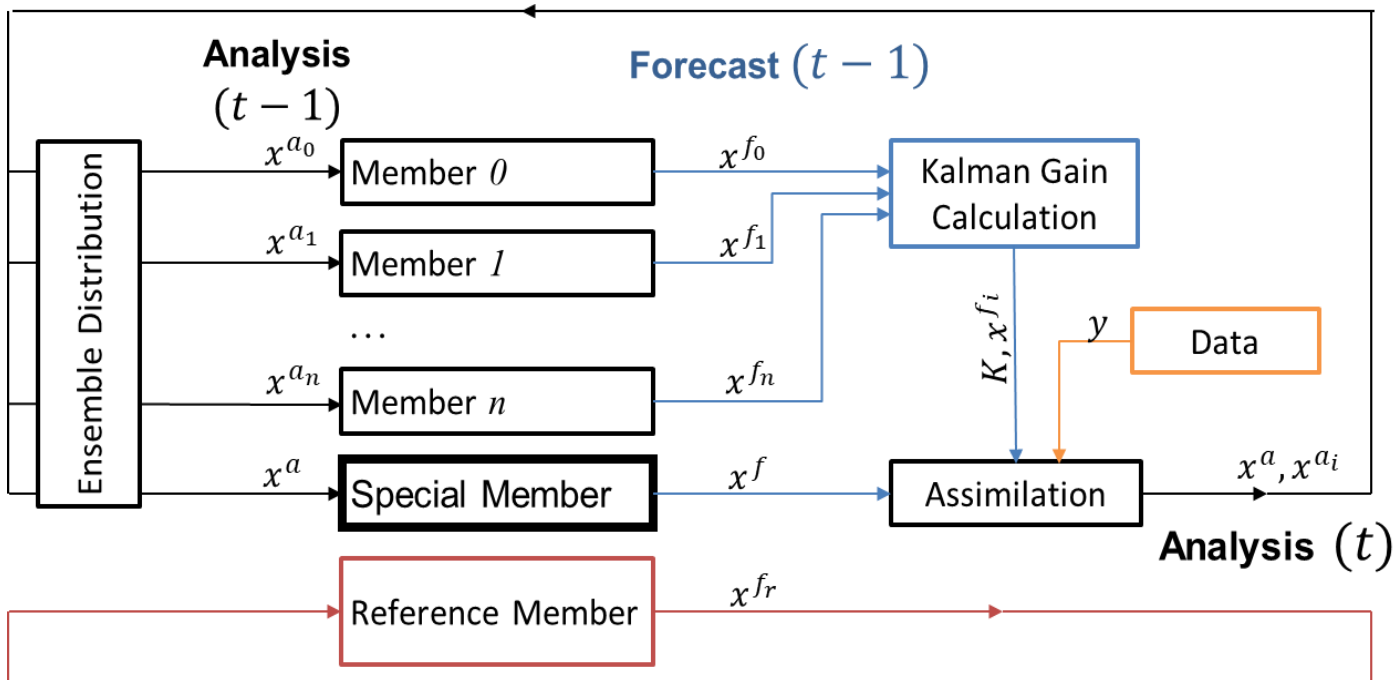 Analysis
(t − 1)
Forecast (t − 1)
Ensemble Distribution
x^{a_0}
Member 0
x^{f_0}
Kalman Gain
Calculation
x^{a_1}
Member 1
x^{f_1}
...
K, x^{f_i}
y
Data
x^{a_n}
Member n
x^{f_n}
x^a
Special Member
x^f
Assimilation
x^a, x^{a_i}
Analysis (t)
Reference Member
x^{f_r}